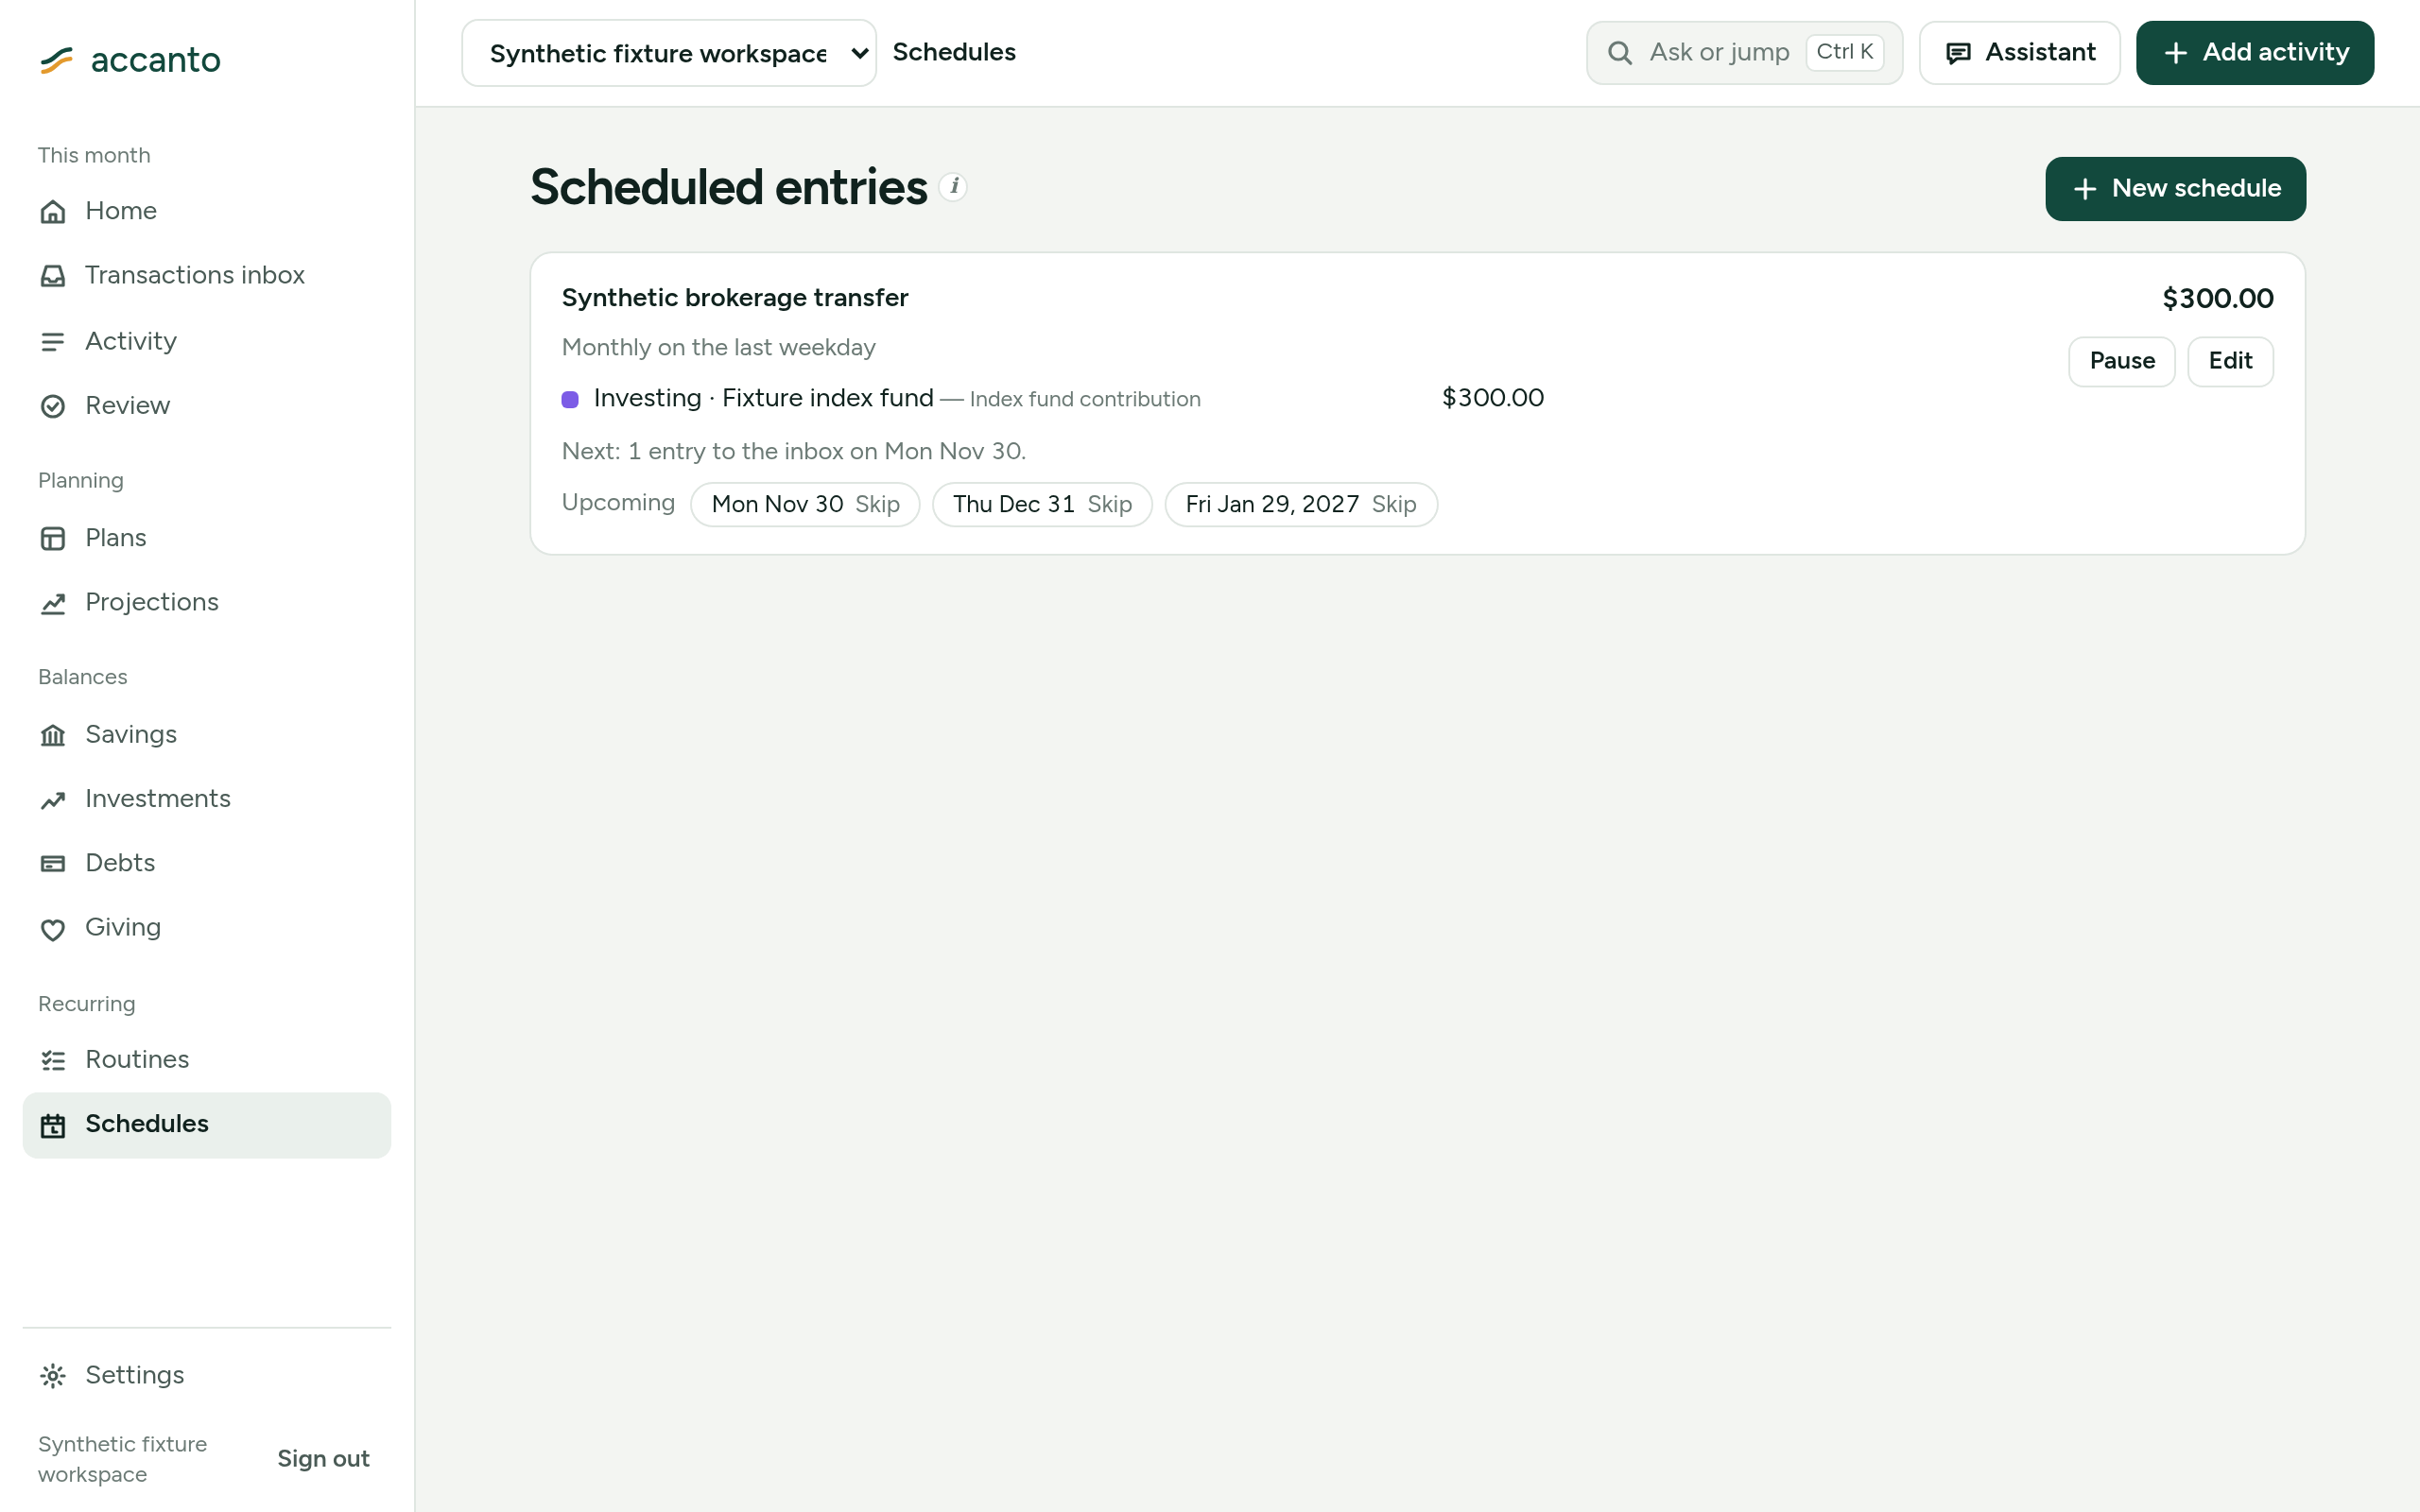 accanto
This month
Home
Transactions inbox
Activity
Review
Planning
Plans
Projections
Balances
Savings
Investments
Debts
Giving
Recurring
Routines
Schedules
Settings
Synthetic fixture
workspace
Sign out
Synthetic fixture workspace
Schedules
Ask or jump
Ctrl K
Assistant
Add activity
Scheduled entries
i
New schedule
Synthetic brokerage transfer
$300.00
Monthly on the last weekday
Pause
Edit
Investing · Fixture index fund — Index fund contribution
$300.00
Next: 1 entry to the inbox on Mon Nov 30.
Upcoming
Mon Nov 30 Skip
Thu Dec 31 Skip
Fri Jan 29, 2027 Skip